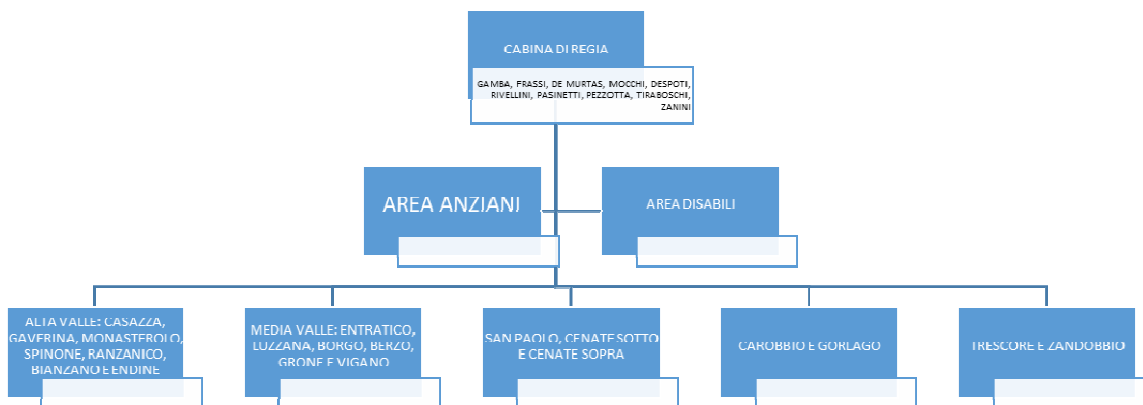 CABINA DI REGIA
GAMBA, FRASSI, DE MURTAS, MOCCHI, DESPOTI,
RIVELLINI, PASINETTI, PEZZOTTA, TIRABOSCHI,
ZANINI
AREA ANZIANI
AREA DISABILI
ALTA VALLE: CASAZZA,
GAVERINA, MONASTEROLO,
SPINONE, RANZANICO,
BIANZANO E ENDINE
MEDIA VALLE: ENTRATICO,
LUZZANA, BORGO, BERZO,
GRONE E VIGANO
SAN PAOLO, CENATE SOTTO
E CENATE SOPRA
CAROBBIO E GORLAGO
TRESCORE E ZANDOBBIO